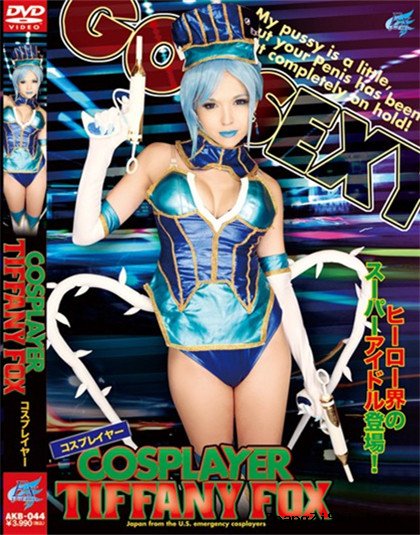 DVD
VIDEO
COSPLAYER
TIFFANY FOX
コスプレイヤー
AKB-044
¥3,990
GO!
SEXY
My pussy is a little,
but your penis has been
completely on hold!
ヒーロー界の
スーパーアイドル登場!
コスプレイヤー
COSPLAYER
TIFFANY FOX
Japan from the U.S. emergency cosplayers